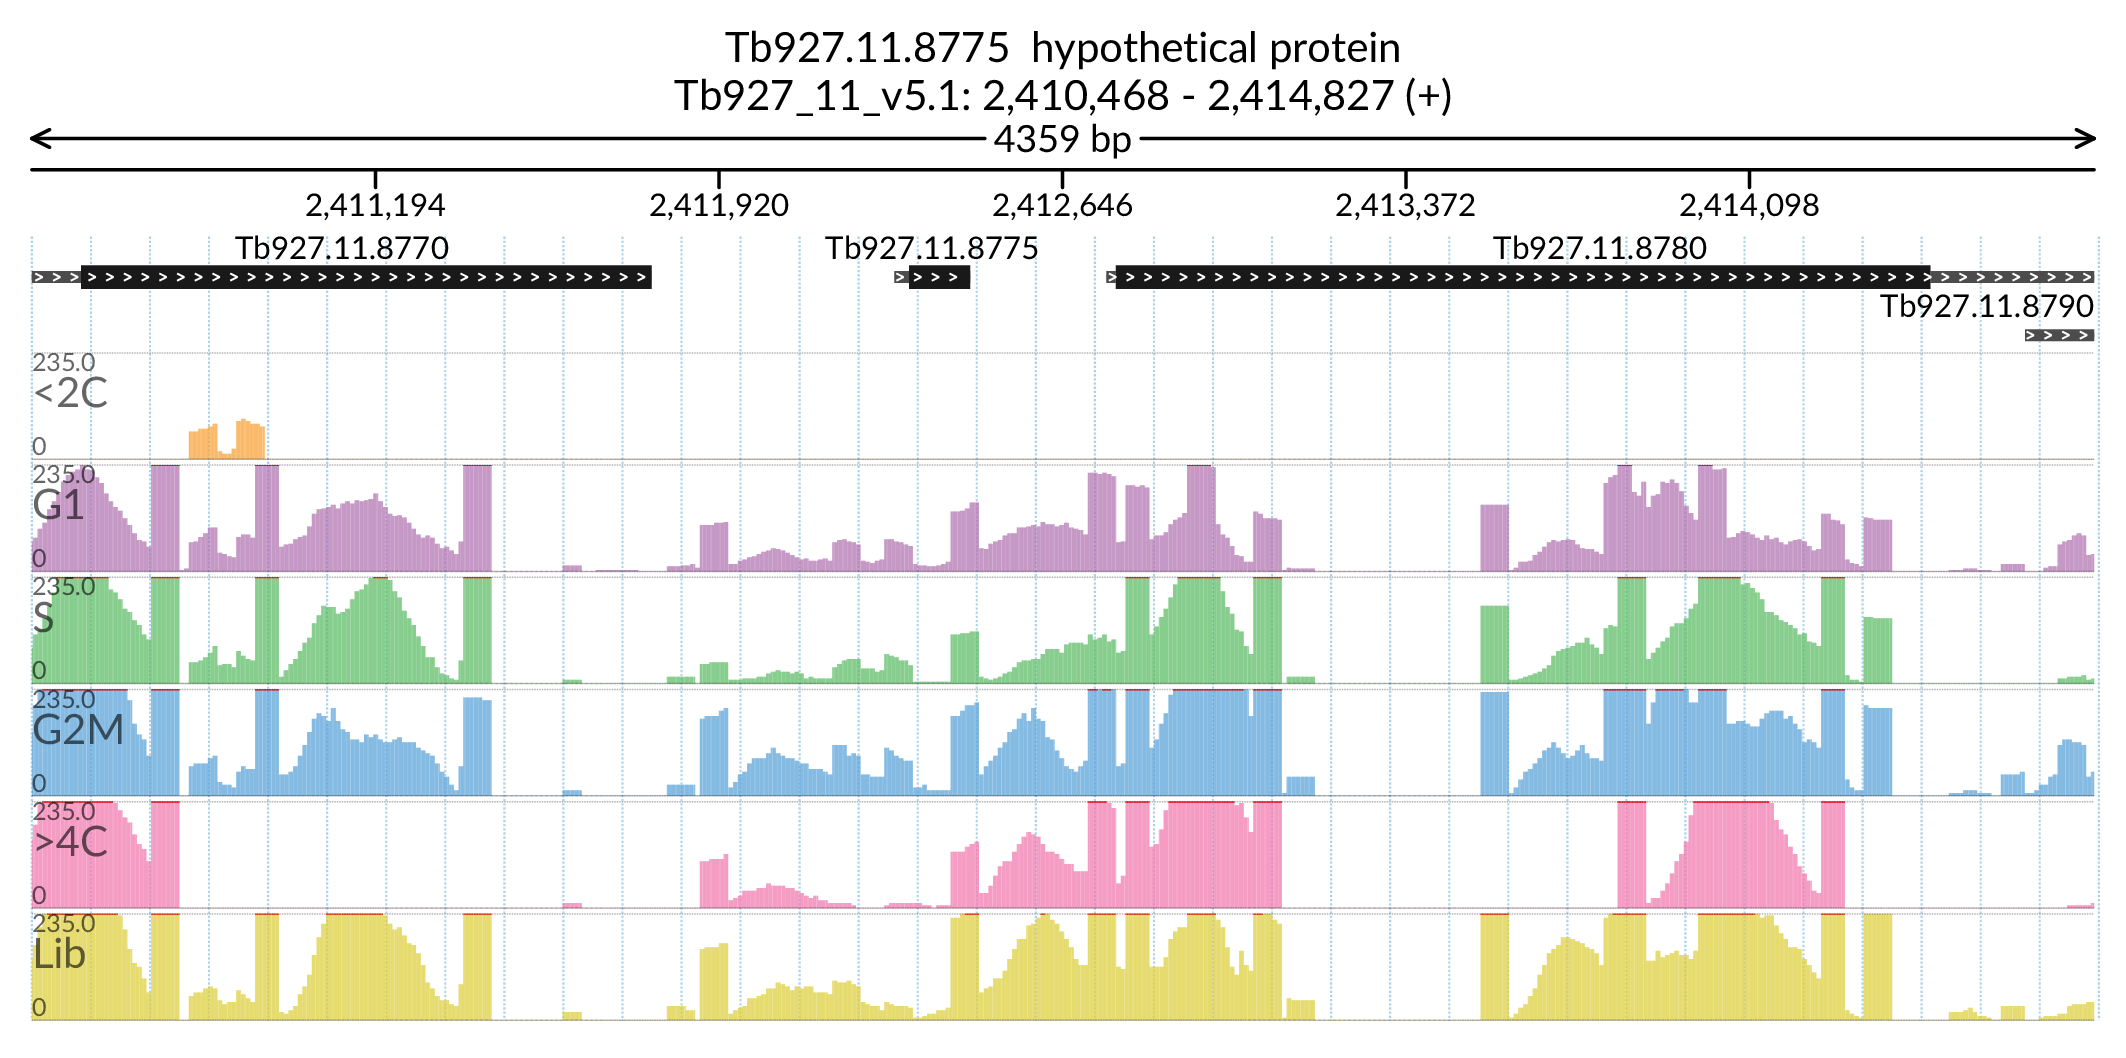 Tb927.11.8775 hypothetical protein
Tb927_11_v5.1: 2,410,468 - 2,414,827 (+)
4359 bp
2,411,194 2,411,920 2,412,646 2,413,372 2,414,098
Tb927.11.8770 Tb927.11.8775 Tb927.11.8780
Tb927.11.8790
235.0
<2C
0
235.0
G1
0
235.0
S
0
235.0
G2M
0
235.0
>4C
0
235.0
Lib
0